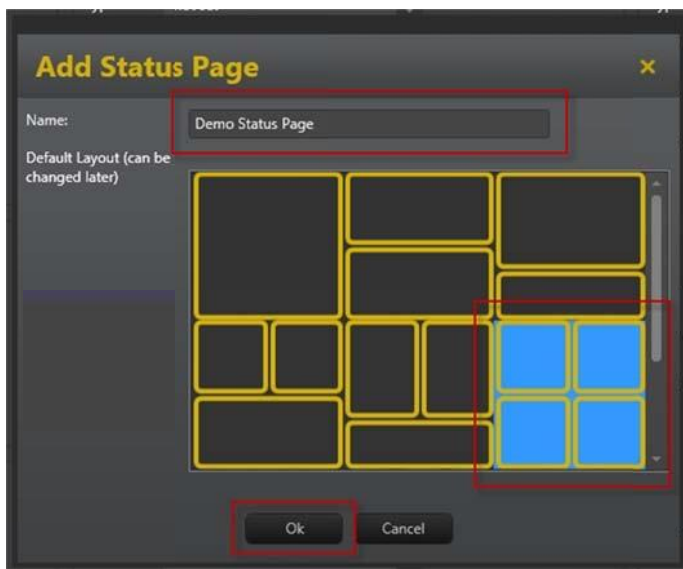 Add Status Page
Name:
Demo Status Page
Default Layout (can be
changed later)
Ok
Cancel